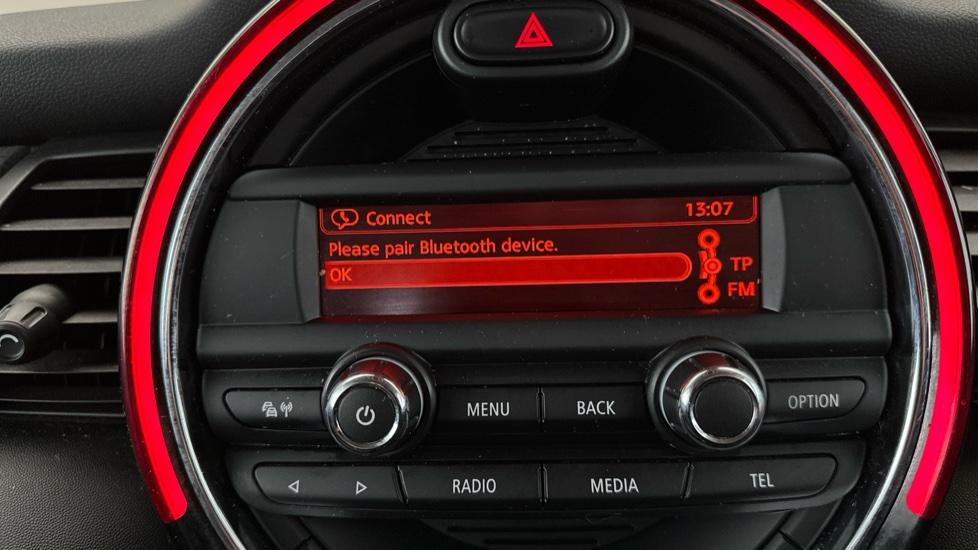 Connect 13:07
Please pair Bluetooth device.
OK
TP
FM
MENU BACK OPTION
RADIO MEDIA TEL